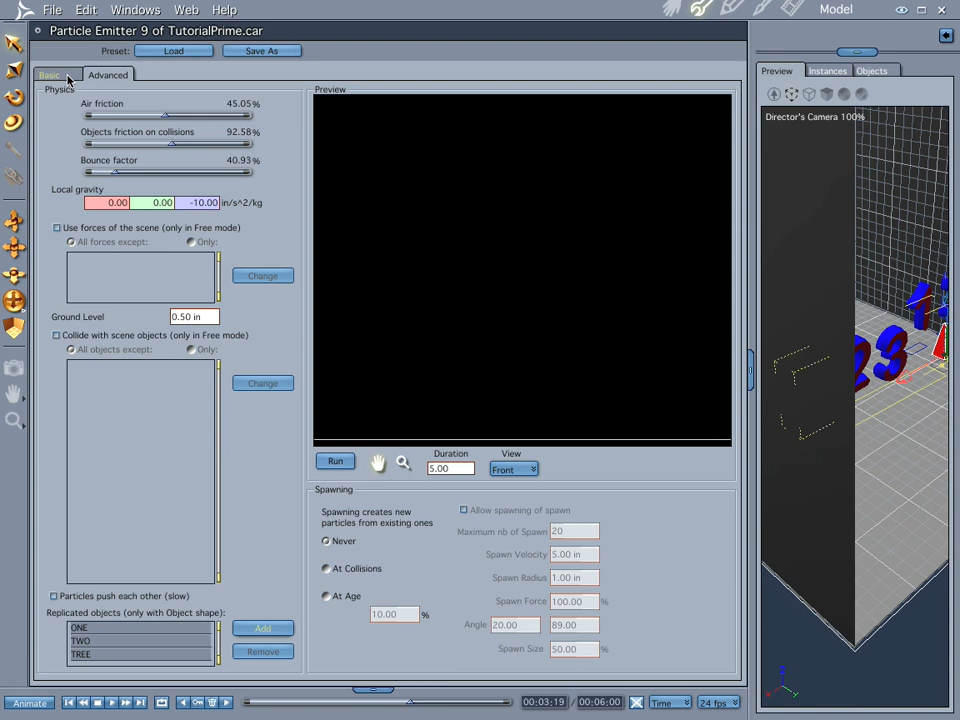 File Edit Windows Web Help Model
Particle Emitter 9 of TutorialPrime.car
Preset: Load Save As
Basic Advanced
Physics
Air friction 45.05%
Objects friction on collisions 92.58%
Bounce factor 40.93%
Local gravity
0.00 0.00 -10.00 in/s^2/kg
Use forces of the scene (only in Free mode)
All forces except: Only:
Change
Ground Level 0.50 in
Collide with scene objects (only in Free mode)
All objects except: Only:
Change
Particles push each other (slow)
Replicated objects (only with Object shape):
ONE
TWO
TREE
Add
Remove
Preview
Run
Duration
5.00
View
Front
Spawning
Spawning creates new
particles from existing ones
Never
At Collisions
At Age
10.00 %
Allow spawning of spawn
Maximum nb of Spawn 20
Spawn Velocity 5.00 in
Spawn Radius 1.00 in
Spawn Force 100.00 %
Angle 20.00 89.00
Spawn Size 50.00 %
Preview Instances Objects
Director's Camera 100%
1
2 3
Animate 00:03:19 / 00:06:00 Time 24 fps